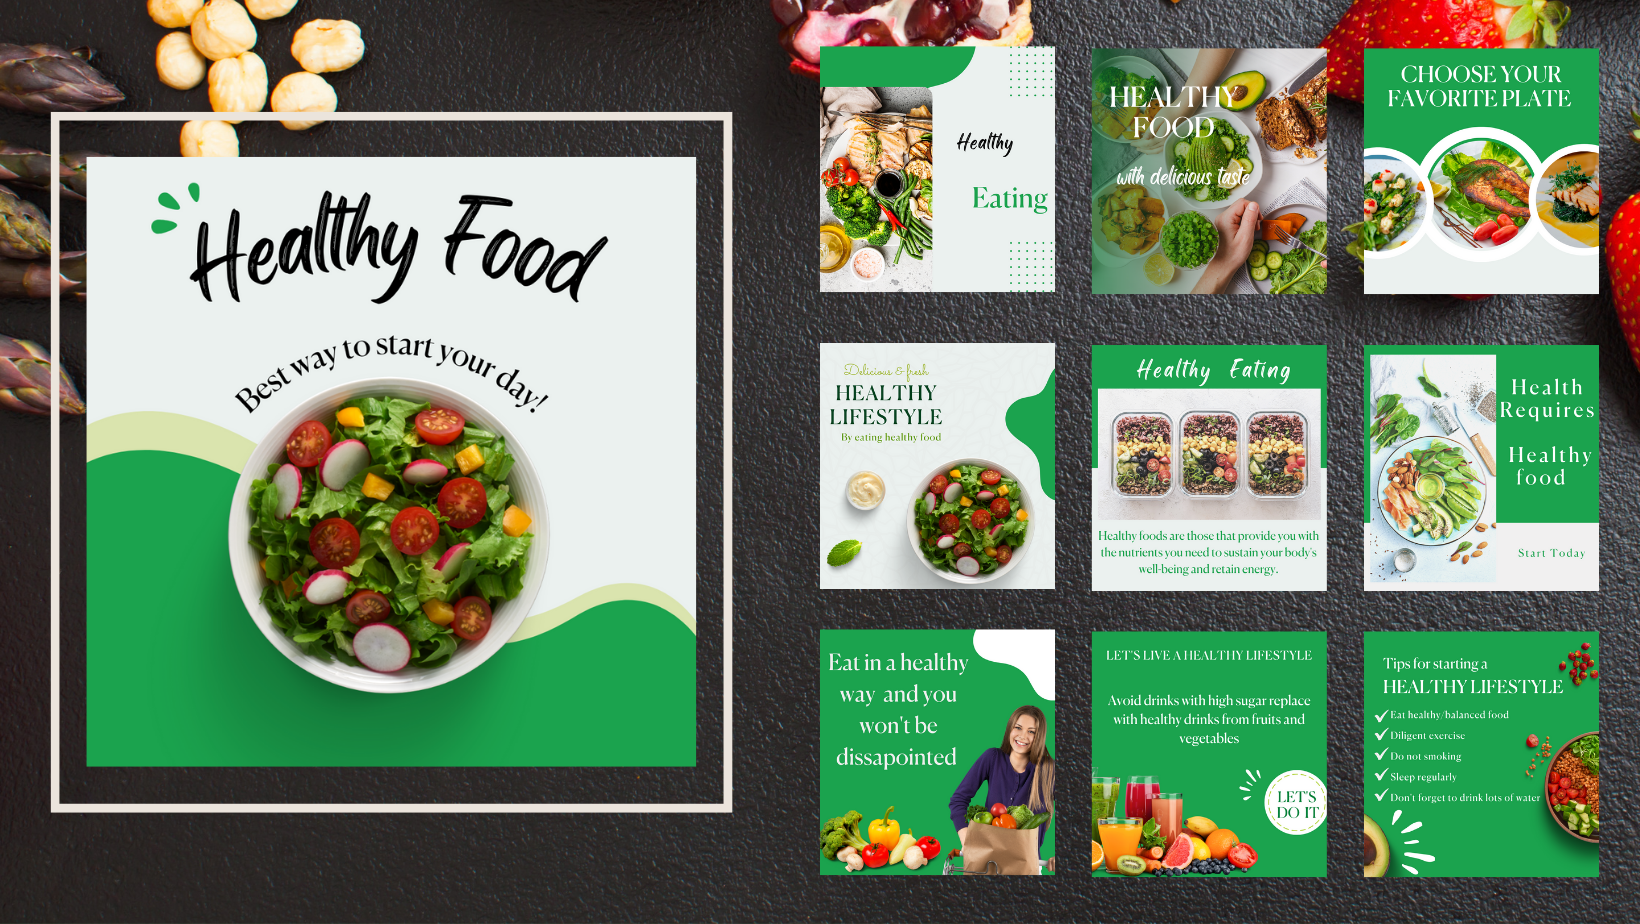 Healthy Food
Best way to start your day!
Healthy
Eating
HEALTHY
FOOD
with delicious taste
CHOOSE YOUR
FAVORITE PLATE
Delicious & fresh
HEALTHY
LIFESTYLE
By eating healthy food
Healthy Eating
Healthy foods are those that provide you with
the nutrients you need to sustain your body's
well-being and retain energy.
Health
Requires
Healthy
food
Start Today
Eat in a healthy
way and you
won't be
dissapointed
LET'S LIVE A HEALTHY LIFESTYLE
Avoid drinks with high sugar replace
with healthy drinks from fruits and
vegetables
LET'S
DO IT
Tips for starting a
HEALTHY LIFESTYLE
Eat healthy/balanced food
Diligent exercise
Do not smoking
Sleep regularly
Don't forget to drink lots of water